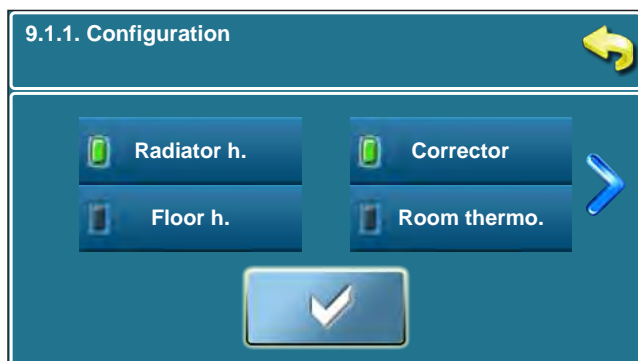 9.1.1. Configuration
Radiator h.
Corrector
Floor h.
Room thermo.